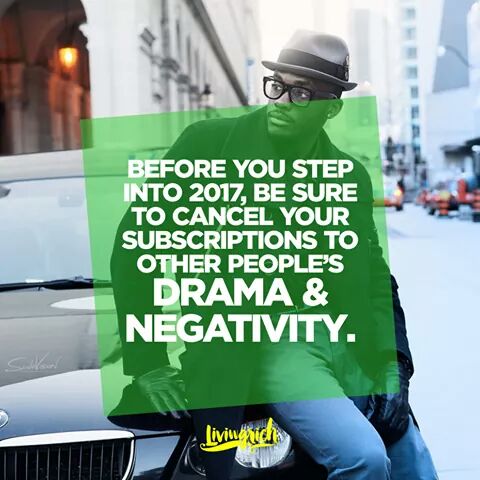 BEFORE YOU STEP
INTO 2017, BE SURE
TO CANCEL YOUR
SUBSCRIPTIONS TO
OTHER PEOPLE'S
DRAMA &
NEGATIVITY.
Livingrich